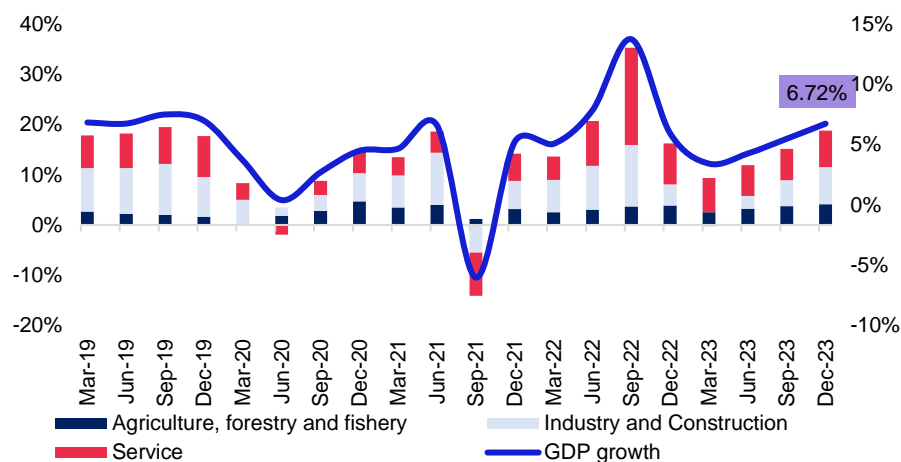 40%
30%
20%
10%
0%
-10%
-20%
15%
10%
5%
0%
-5%
-10%
6.72%
Mar-19
Jun-19
Sep-19
Dec-19
Mar-20
Jun-20
Sep-20
Dec-20
Mar-21
Jun-21
Sep-21
Dec-21
Mar-22
Jun-22
Sep-22
Dec-22
Mar-23
Jun-23
Sep-23
Dec-23
Agriculture, forestry and fishery
Industry and Construction
Service
GDP growth